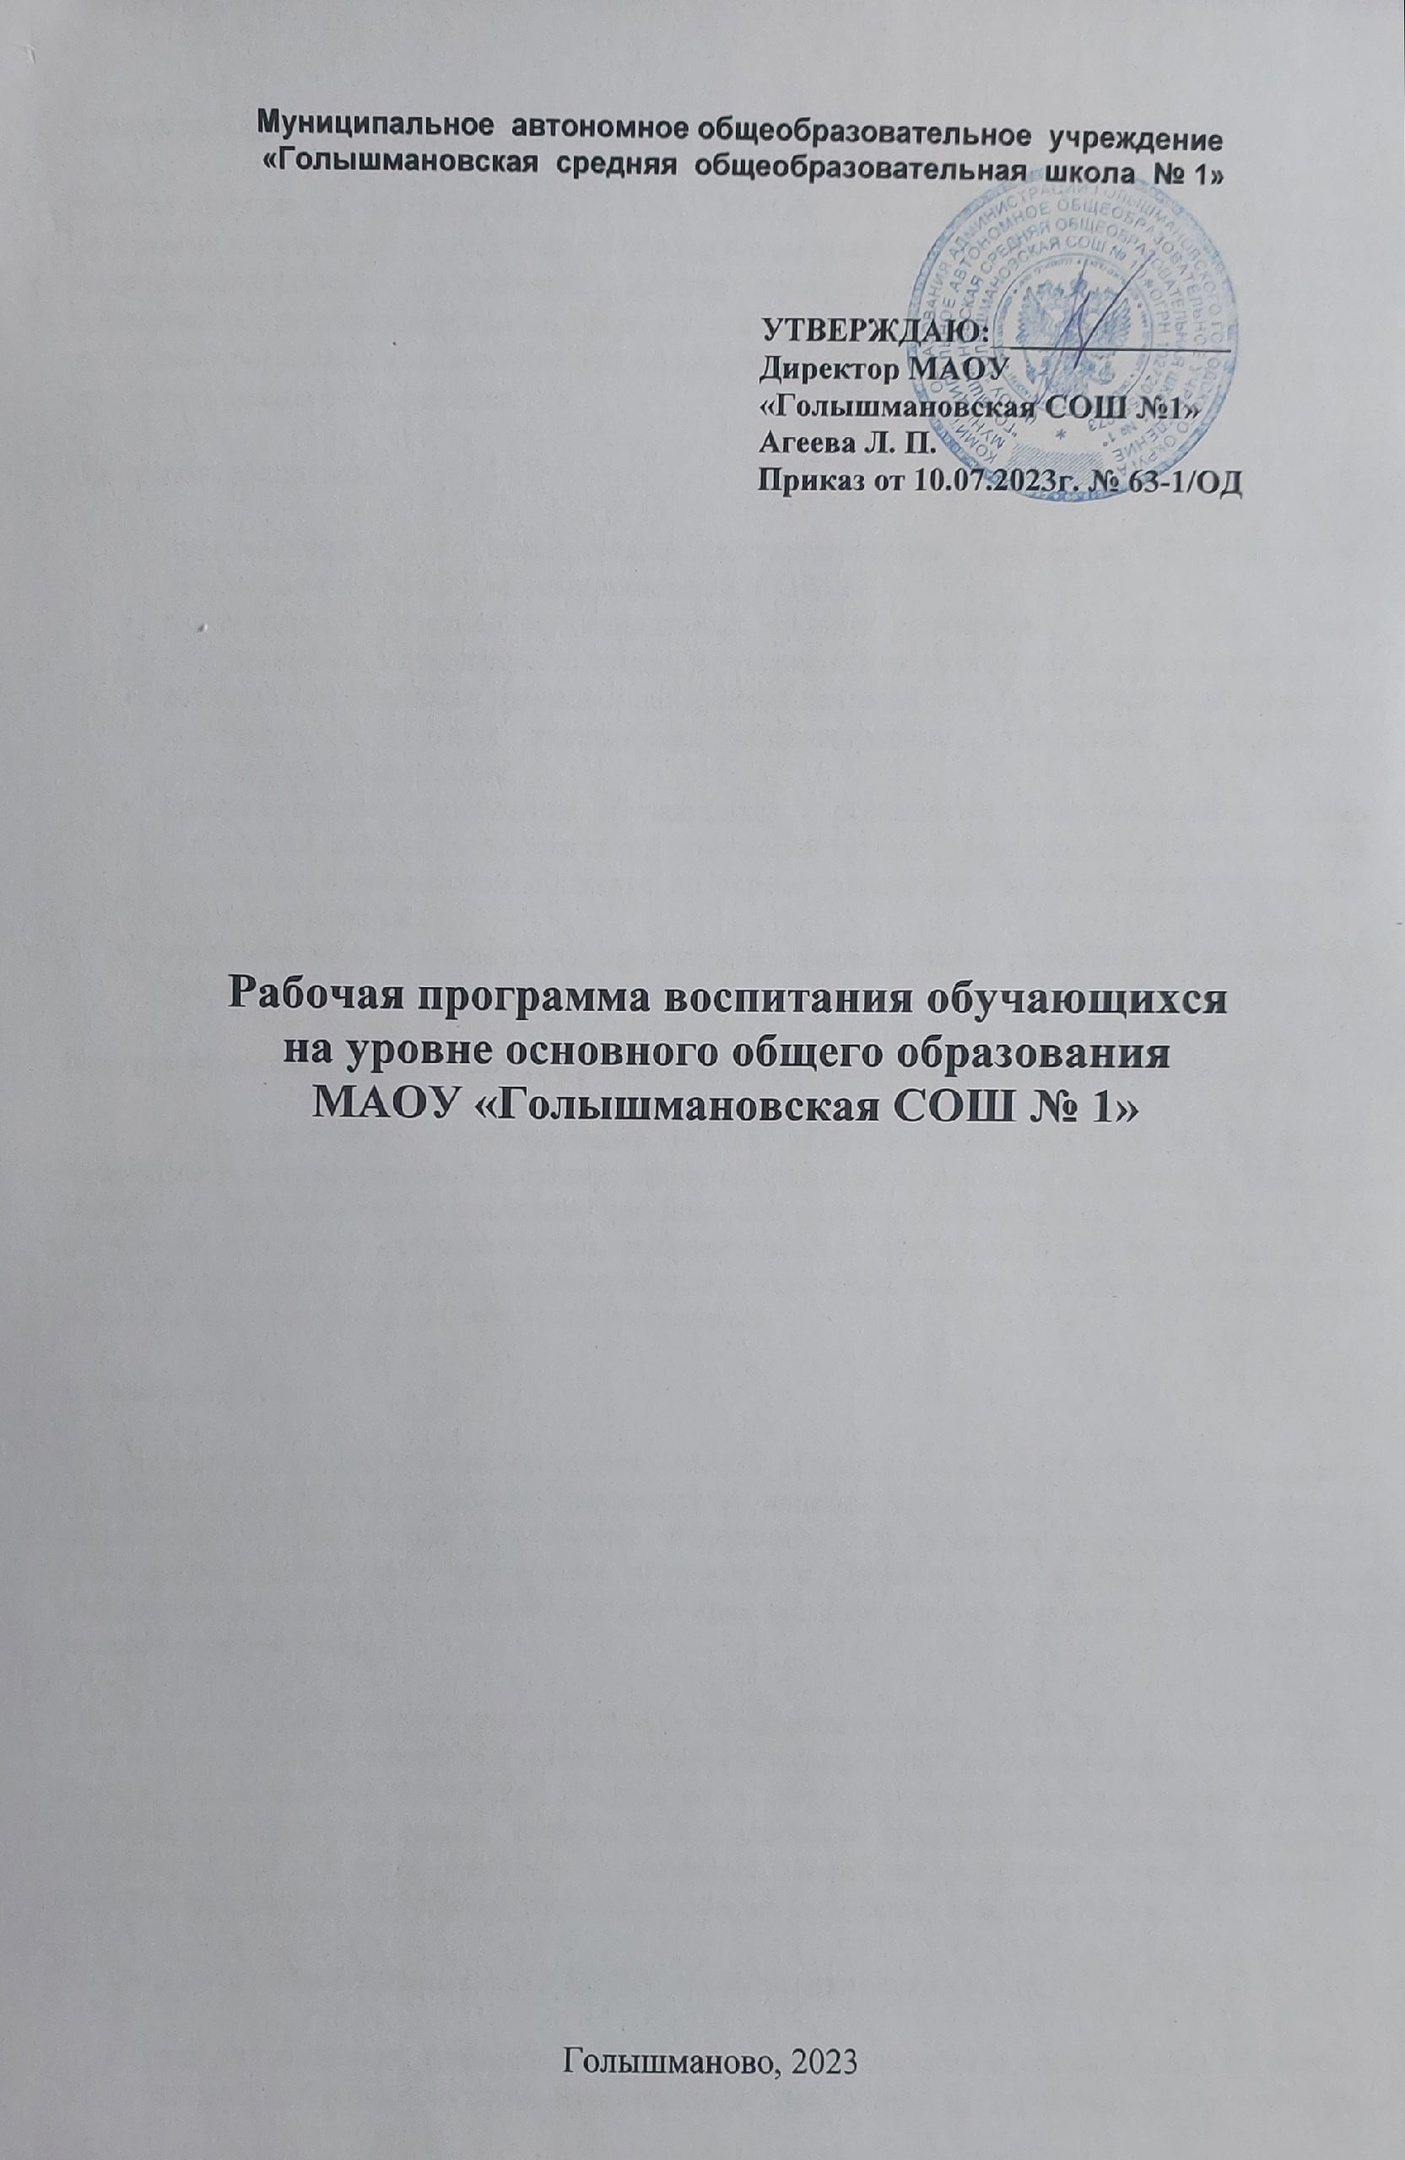 Муниципальное автономное общеобразовательное учреждение
«Голышмановская средняя общеобразовательная школа № 1»
УТВЕРЖДАЮ:
Директор МАОУ
«Голышмановская СОШ №1»
Агеева Л. П.
Приказ от 10.07.2023г. № 63-1/ОД
Рабочая программа воспитания обучающихся
на уровне основного общего образования
МАОУ «Голышмановская СОШ № 1»
Голышманово, 2023